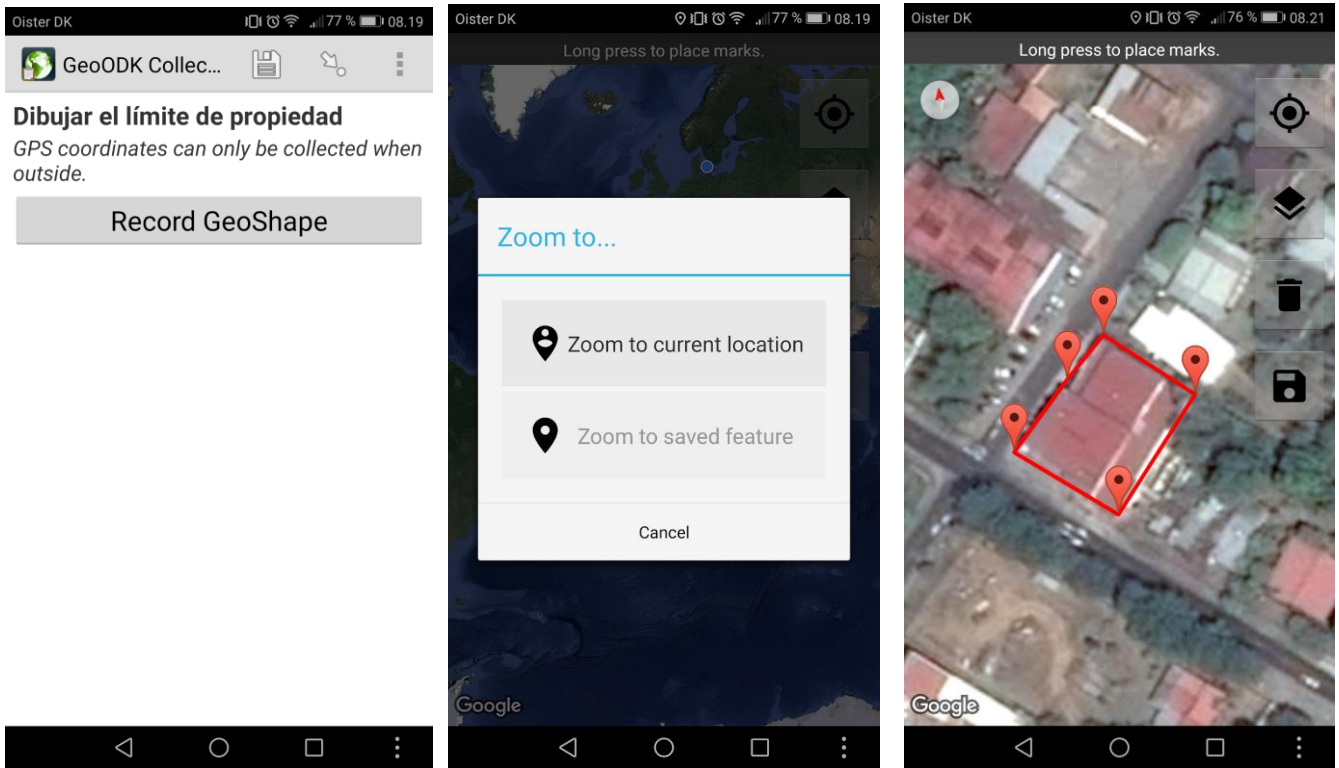 Oister DK 77 % 08.19
GeoODK Collec...
Dibujar el límite de propiedad
GPS coordinates can only be collected when
outside.
Record GeoShape
Oister DK 77 % 08.19
Long press to place marks.
Zoom to...
Zoom to current location
Zoom to saved feature
Cancel
Google
Oister DK 76 % 08.21
Long press to place marks.
Google